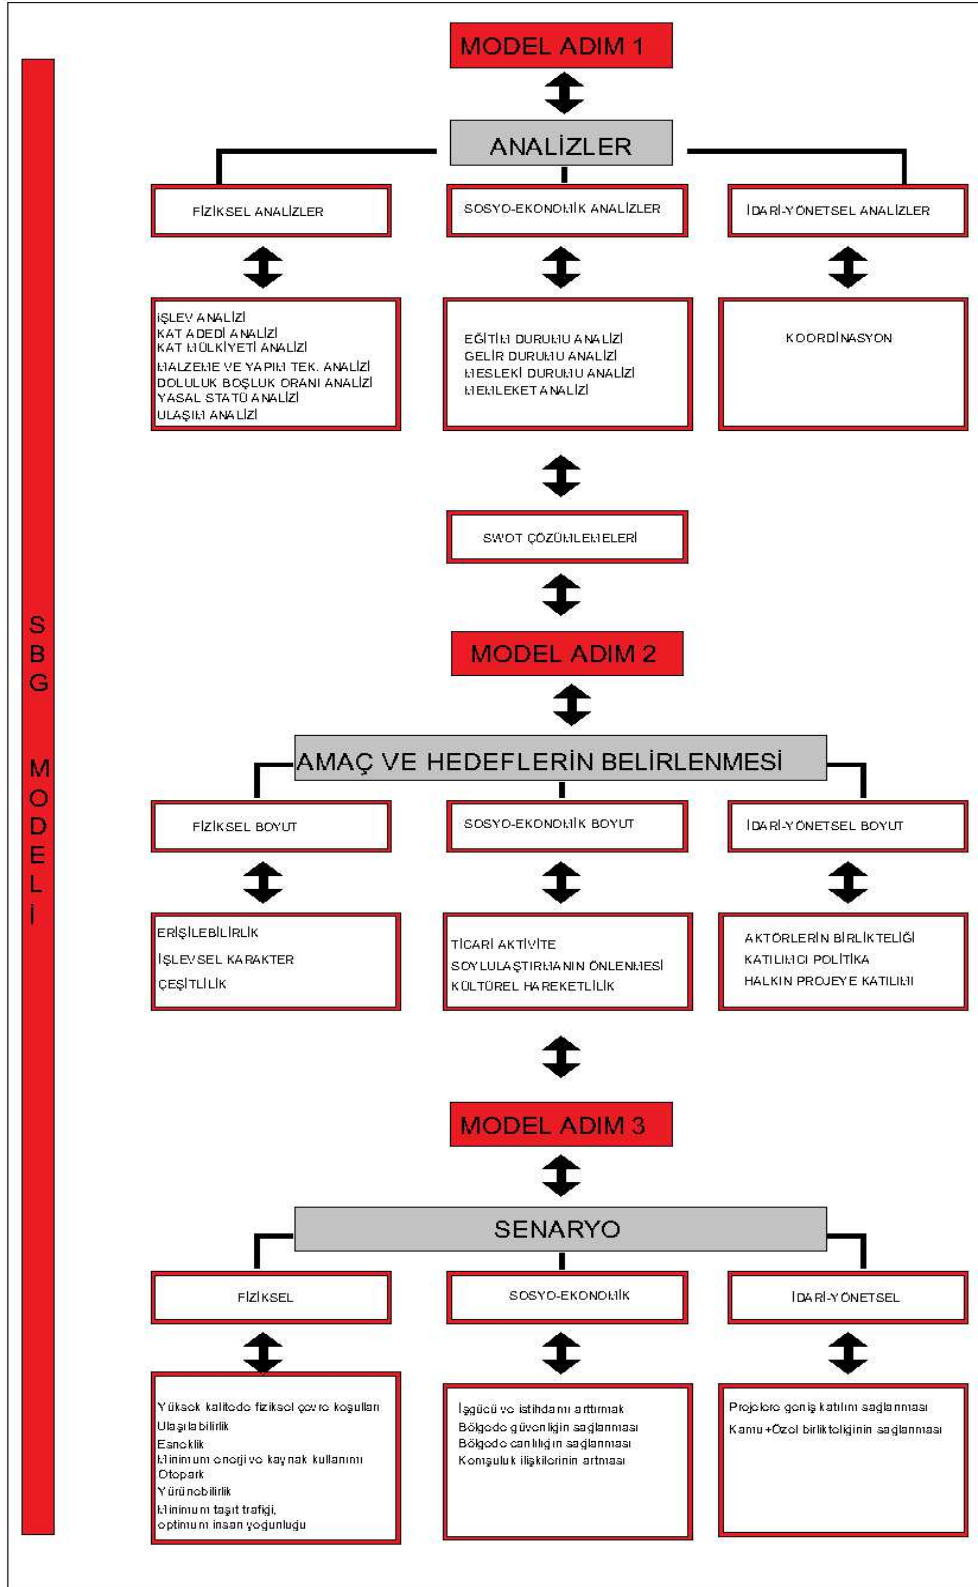 SBG MODELİ
MODEL ADIM 1
ANALİZLER
FİZİKSEL ANALİZLER
SOSYO-EKONOMİK ANALİZLER
İDARİ-YÖNETSEL ANALİZLER
İŞLEV ANALİZİ
KAT ADEDİ ANALİZİ
KAT MÜLKİYETİ ANALİZİ
MALZEME VE YAPIM TEK. ANALİZİ
DOLULUK BOŞLUK ORANI ANALİZİ
YASAL STATÜ ANALİZİ
ULAŞIM ANALİZİ
EĞİTİM DURUMU ANALİZİ
GELİR DURUMU ANALİZİ
MESLEKİ DURUMU ANALİZİ
MEMLEKET ANALİZİ
KOORDİNASYON
SWOT ÇÖZÜMLEMELERİ
MODEL ADIM 2
AMAÇ VE HEDEFLERİN BELİRLENMESİ
FİZİKSEL BOYUT
SOSYO-EKONOMİK BOYUT
İDARİ-YÖNETSEL BOYUT
ERİŞİLEBİLİRLİK
İŞLEVSEL KARAKTER
ÇEŞİTLİLİK
TİCARİ AKTİVİTE
SOYLULAŞTIRMANIN ÖNLENMESİ
KÜLTÜREL HAREKETLİLİK
AKTÖRLERİN BİRLİKTELİĞİ
KATILIMCI POLİTİKA
HALKIN PROJEYE KATILIMI
MODEL ADIM 3
SENARYO
FİZİKSEL
SOSYO-EKONOMİK
İDARİ-YÖNETSEL
Yüksek kalitede fiziksel çevre koşulları
Ulaşılabilirlik
Esneklik
Minimum enerji ve kaynak kullanımı
Otopark
Yürünebilirlik
Minimum taşıt trafiği,
optimum insan yoğunluğu
İşgücü ve istihdamı arttırmak
Bölgede güvenliğin sağlanması
Bölgede canlılığın sağlanması
Komşuluk ilişkilerinin artması
Projelere geniş katılım sağlanması
Kamu+Özel birlikteliğinin sağlanması